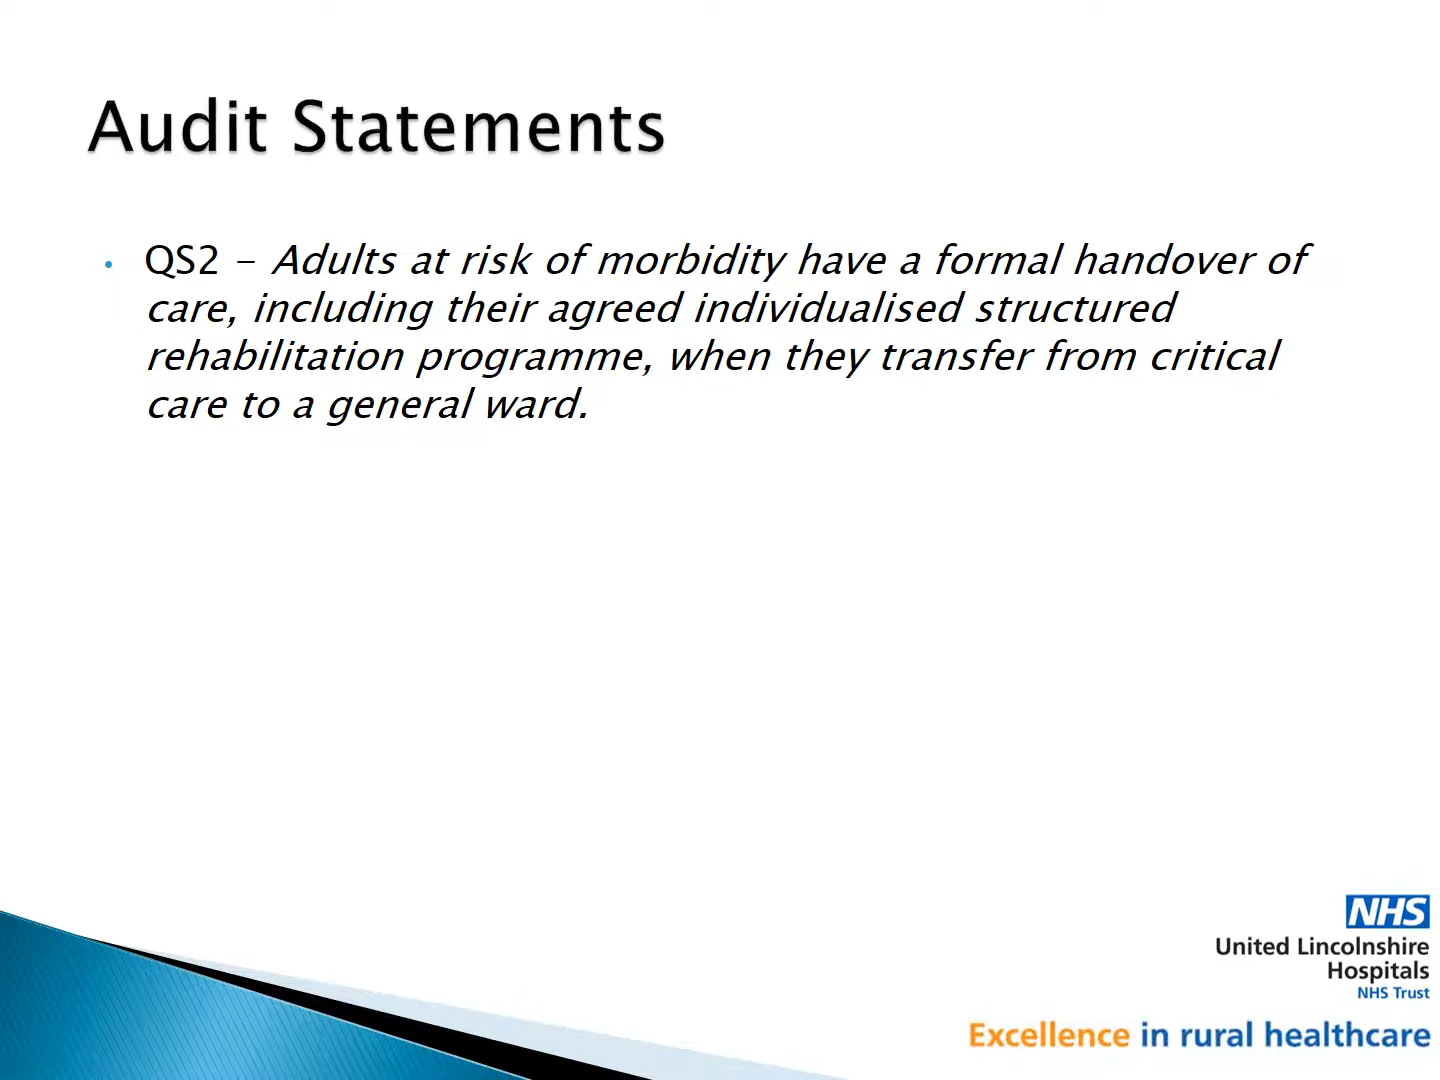 Audit Statements
• QS2 - Adults at risk of morbidity have a formal handover of
care, including their agreed individualised structured
rehabilitation programme, when they transfer from critical
care to a general ward.
NHS
United Lincolnshire
Hospitals
NHS Trust
Excellence in rural healthcare